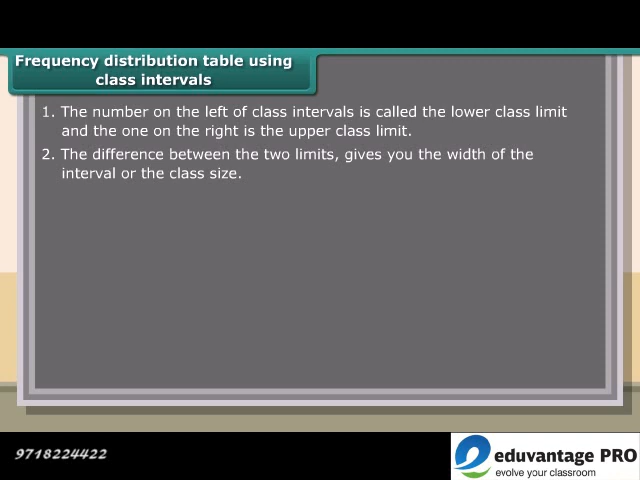 Frequency distribution table using
class intervals
1. The number on the left of class intervals is called the lower class limit
and the one on the right is the upper class limit.
2. The difference between the two limits, gives you the width of the
interval or the class size.
9718224422
eduvantage PRO
evolve your classroom